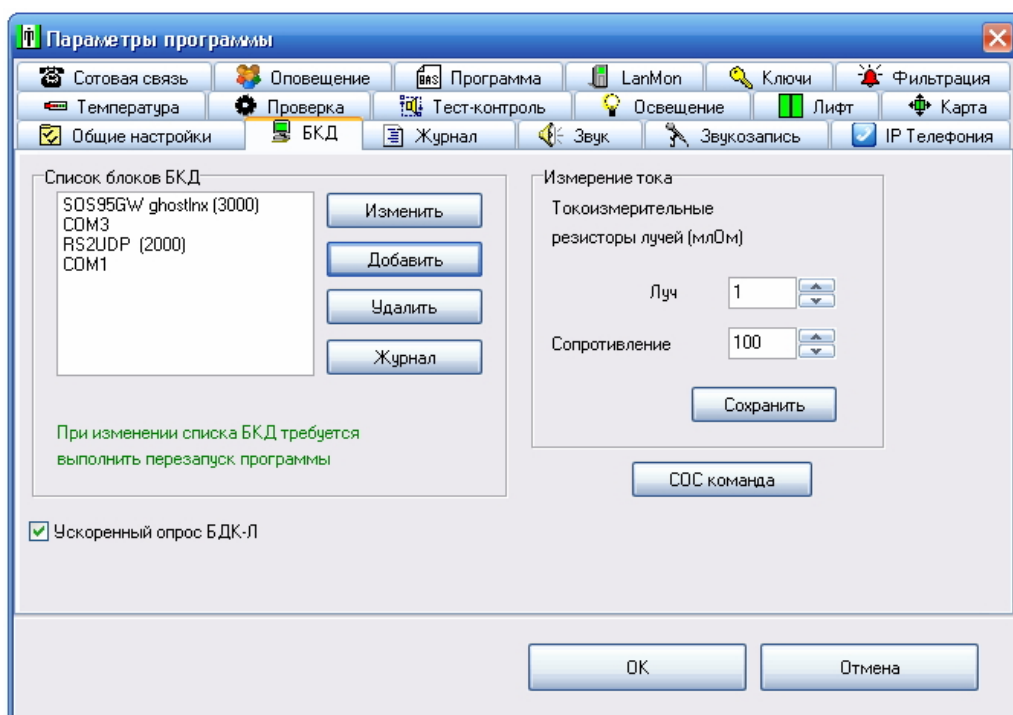 Параметры программы
Сотовая связь Оповещение BAS Программа LanMon Ключи Фильтрация
Температура Проверка Тест-контроль Освещение Лифт Карта
Общие настройки БКД Журнал Звук Звукозапись IP Телефония
Список блоков БКД
SOS95GW ghostlnx (3000)
COM3
RS2UDP (2000)
COM1
Изменить
Добавить
Удалить
Журнал
При изменении списка БКД требуется
выполнить перезапуск программы
Измерение тока
Токоизмерительные
резисторы лучей (млОм)
Луч 1
Сопротивление 100
Сохранить
СОС команда
Ускоренный опрос БДК-Л
OK Отмена